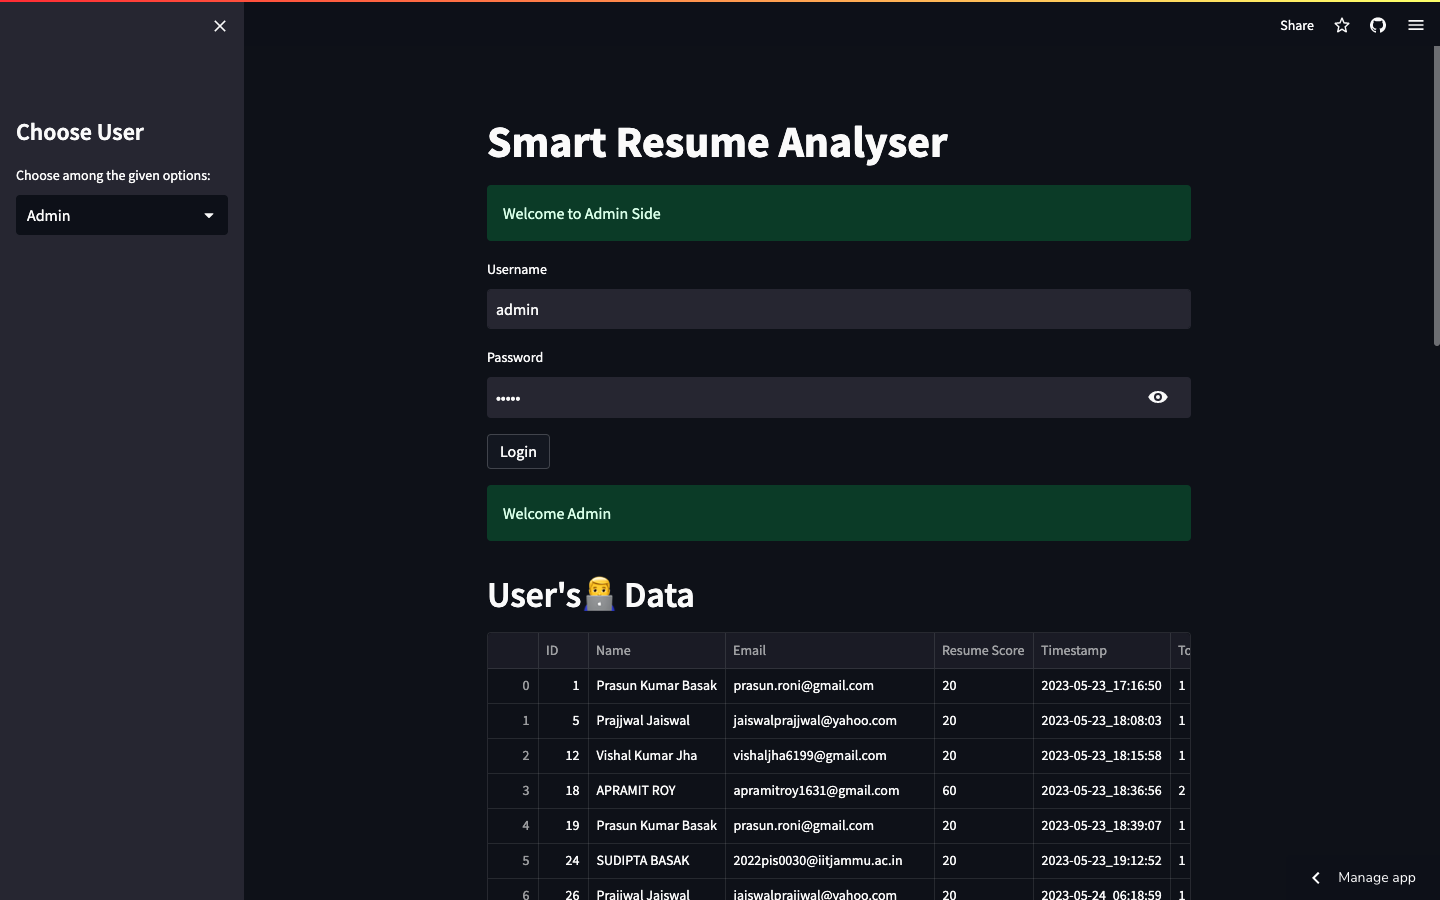 Share
Choose User
Choose among the given options:
Admin
Smart Resume Analyser
Welcome to Admin Side
Username
admin
Password
•••••
Login
Welcome Admin
User's Data
ID Name Email Resume Score Timestamp To
0 1 Prasun Kumar Basak prasun.roni@gmail.com 20 2023-05-23_17:16:50 1
1 5 Prajjwal Jaiswal jaiswalprajjwal@yahoo.com 20 2023-05-23_18:08:03 1
2 12 Vishal Kumar Jha vishaljha6199@gmail.com 20 2023-05-23_18:15:58 1
3 18 APRAMIT ROY apramitroy1631@gmail.com 60 2023-05-23_18:36:56 2
4 19 Prasun Kumar Basak prasun.roni@gmail.com 20 2023-05-23_18:39:07 1
5 24 SUDIPTA BASAK 2022pis0030@iitjammu.ac.in 20 2023-05-23_19:12:52 1
6 26 Prajjwal Jaiswal jaiswalprajjwal@yahoo.com 20 2023-05-24_06:18:59 1
Manage app